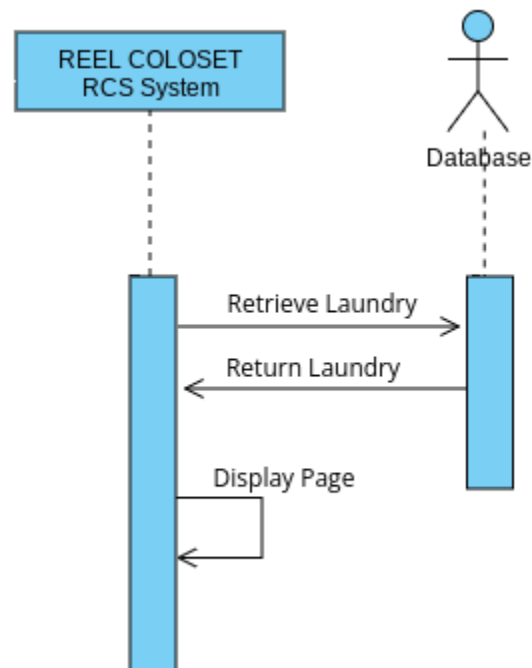 REEL COLOSET
RCS System
Database
Retrieve Laundry
Return Laundry
Display Page